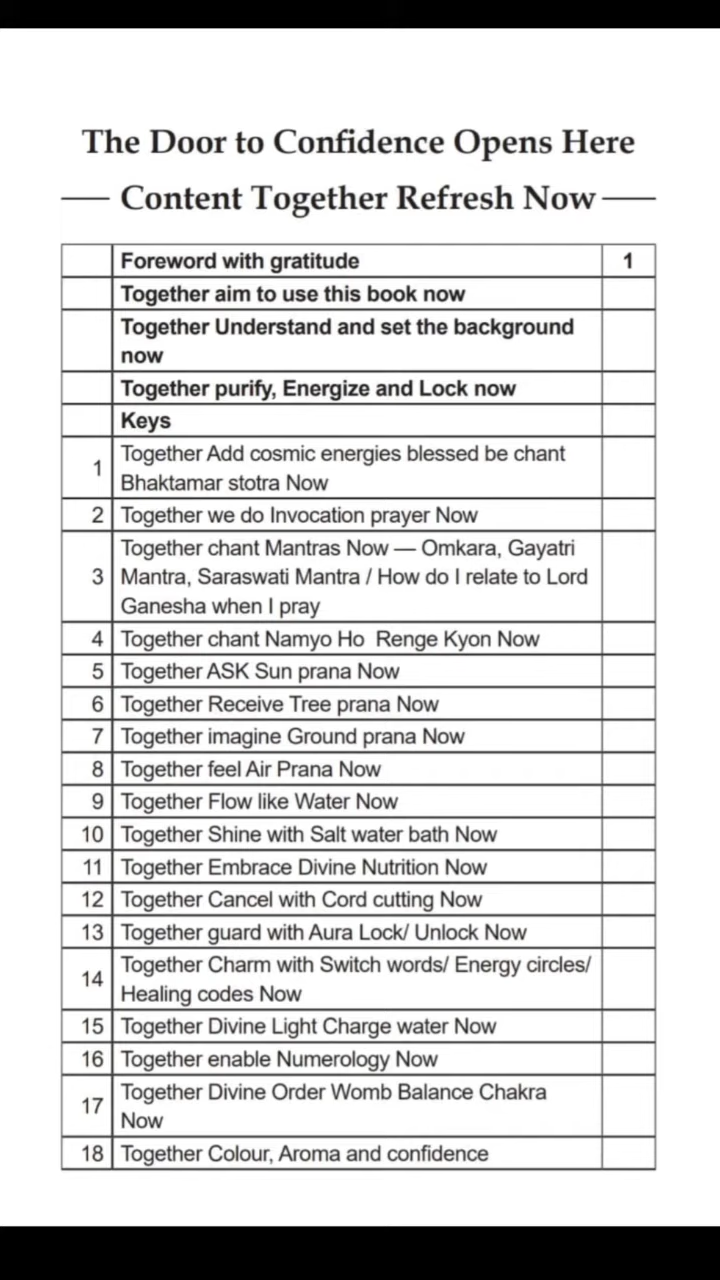 The Door to Confidence Opens Here
Content Together Refresh Now
Foreword with gratitude 1
Together aim to use this book now
Together Understand and set the background
now
Together purify, Energize and Lock now
Keys
1 Together Add cosmic energies blessed be chant
Bhaktamar stotra Now
2 Together we do Invocation prayer Now
Together chant Mantras Now — Omkara, Gayatri
3 Mantra, Saraswati Mantra / How do I relate to Lord
Ganesha when I pray
4 Together chant Namyo Ho Renge Kyon Now
5 Together ASK Sun prana Now
6 Together Receive Tree prana Now
7 Together imagine Ground prana Now
8 Together feel Air Prana Now
9 Together Flow like Water Now
10 Together Shine with Salt water bath Now
11 Together Embrace Divine Nutrition Now
12 Together Cancel with Cord cutting Now
13 Together guard with Aura Lock/ Unlock Now
14 Together Charm with Switch words/ Energy circles/
Healing codes Now
15 Together Divine Light Charge water Now
16 Together enable Numerology Now
17 Together Divine Order Womb Balance Chakra
Now
18 Together Colour, Aroma and confidence